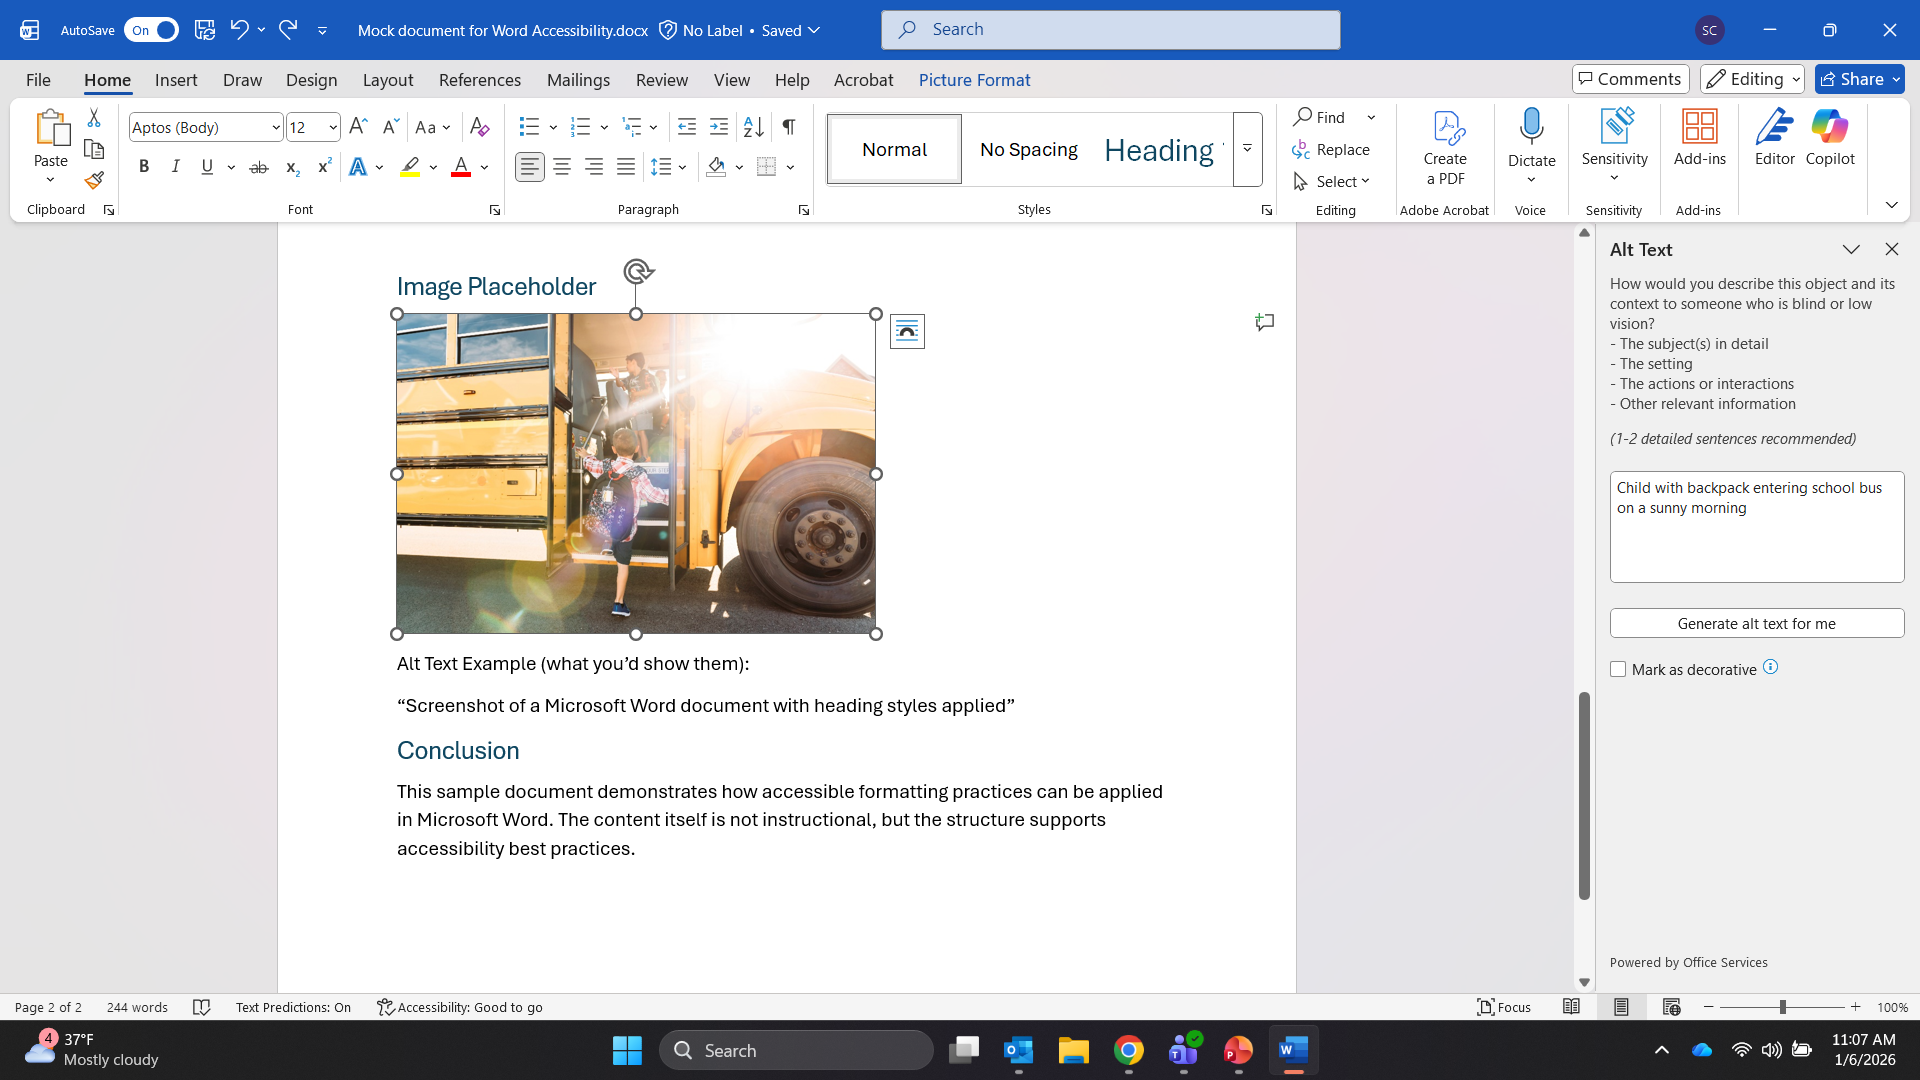 AutoSave
On
Mock document for Word Accessibility.docx
No Label • Saved
Search
SC
File
Home
Insert
Draw
Design
Layout
References
Mailings
Review
View
Help
Acrobat
Picture Format
Comments
Editing
Share
Paste
Clipboard
Aptos (Body)
12
Aa
B
I
U
ab
x₂
x²
A
A
Font
Paragraph
Normal
No Spacing
Heading
Styles
Find
Replace
Select
Editing
Create
a PDF
Adobe Acrobat
Dictate
Voice
Sensitivity
Sensitivity
Add-ins
Add-ins
Editor
Copilot
Image Placeholder
Alt Text Example (what you’d show them):
“Screenshot of a Microsoft Word document with heading styles applied”
Conclusion
This sample document demonstrates how accessible formatting practices can be applied
in Microsoft Word. The content itself is not instructional, but the structure supports
accessibility best practices.
Alt Text
How would you describe this object and its
context to someone who is blind or low
vision?
- The subject(s) in detail
- The setting
- The actions or interactions
- Other relevant information
(1-2 detailed sentences recommended)
Child with backpack entering school bus
on a sunny morning
Generate alt text for me
Mark as decorative
Powered by Office Services
Page 2 of 2
244 words
Text Predictions: On
Accessibility: Good to go
Focus
100%
4
37°F
Mostly cloudy
Search
11:07 AM
1/6/2026